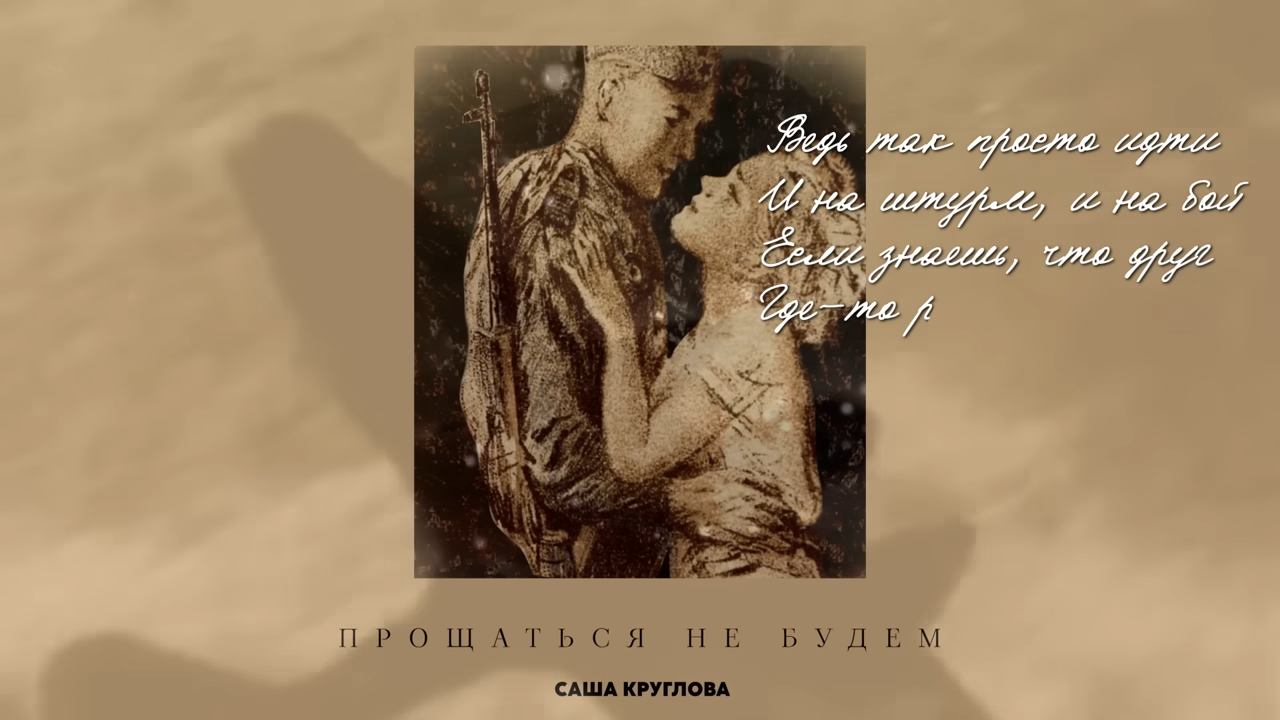 Ведь так просто идти
И на штурм, и на бой
Если знаешь, что друг
Где-то р
ПРОЩАТЬСЯ НЕ БУДЕМ
САША КРУГЛОВА